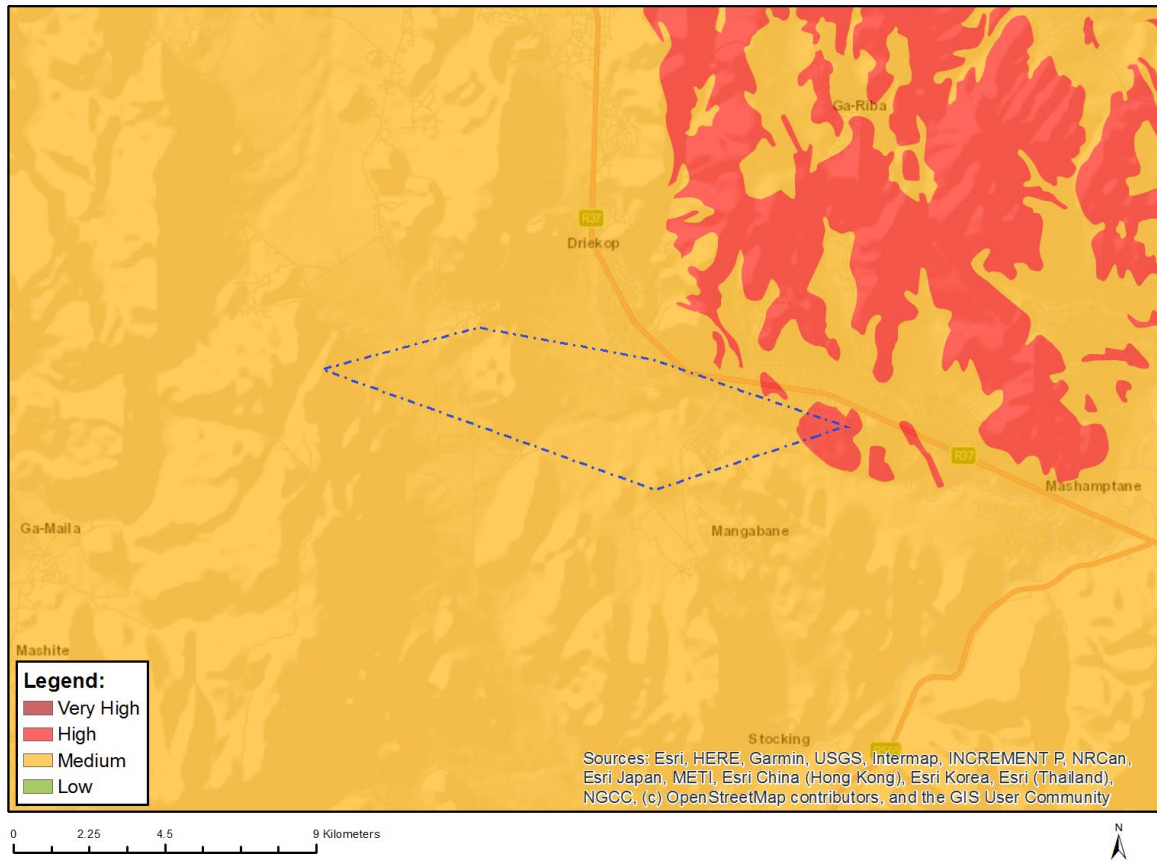 Ga-Riba
R37
Driekop
R37
Mashamptane
Ga-Maila
Mangabane
Mashite
Legend:
Very High
High
Medium
Low
Stocking
Sources: Esri, HERE, Garmin, USGS, Intermap, INCREMENT P, NRCan,
Esri Japan, METI, Esri China (Hong Kong), Esri Korea, Esri (Thailand),
NGCC, (c) OpenStreetMap contributors, and the GIS User Community
0 2.25 4.5 9 Kilometers
N